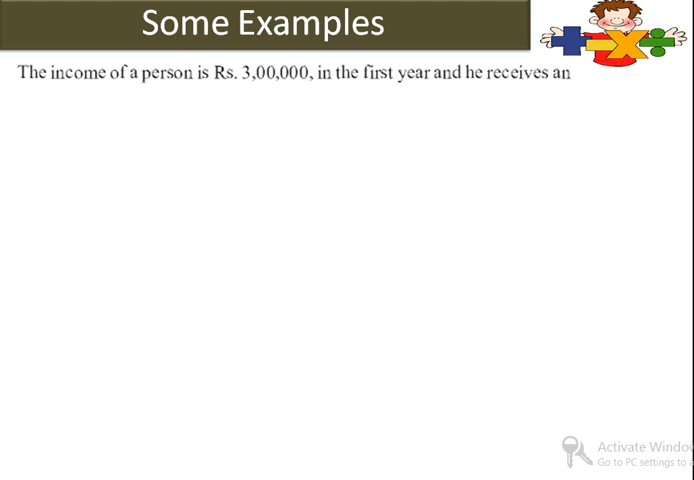 Some Examples
The income of a person is Rs. 3,00,000, in the first year and he receives an
Activate Window
Go to PC settings to a